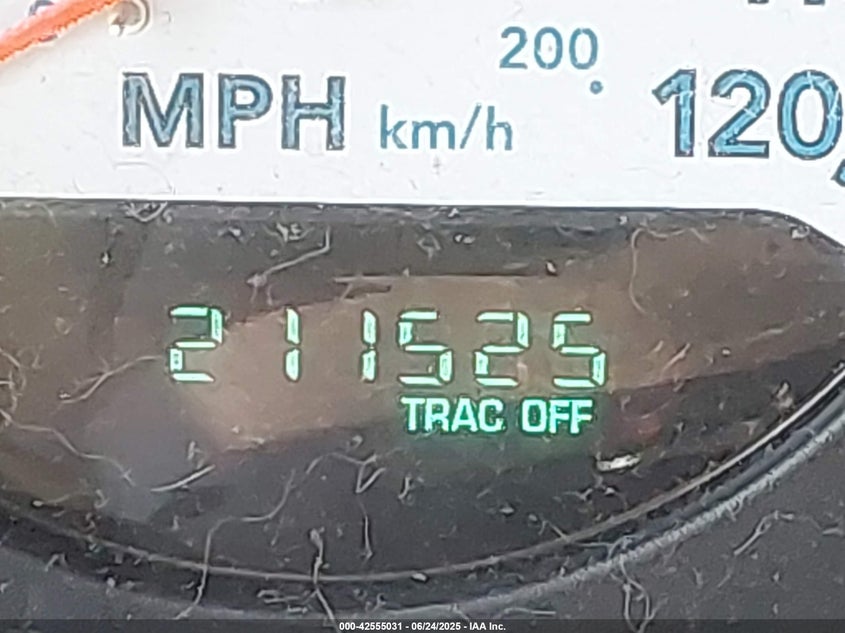 200
MPH km/h 120
211525
TRAC OFF
000-42555031 - 06/24/2025 - IAA Inc.